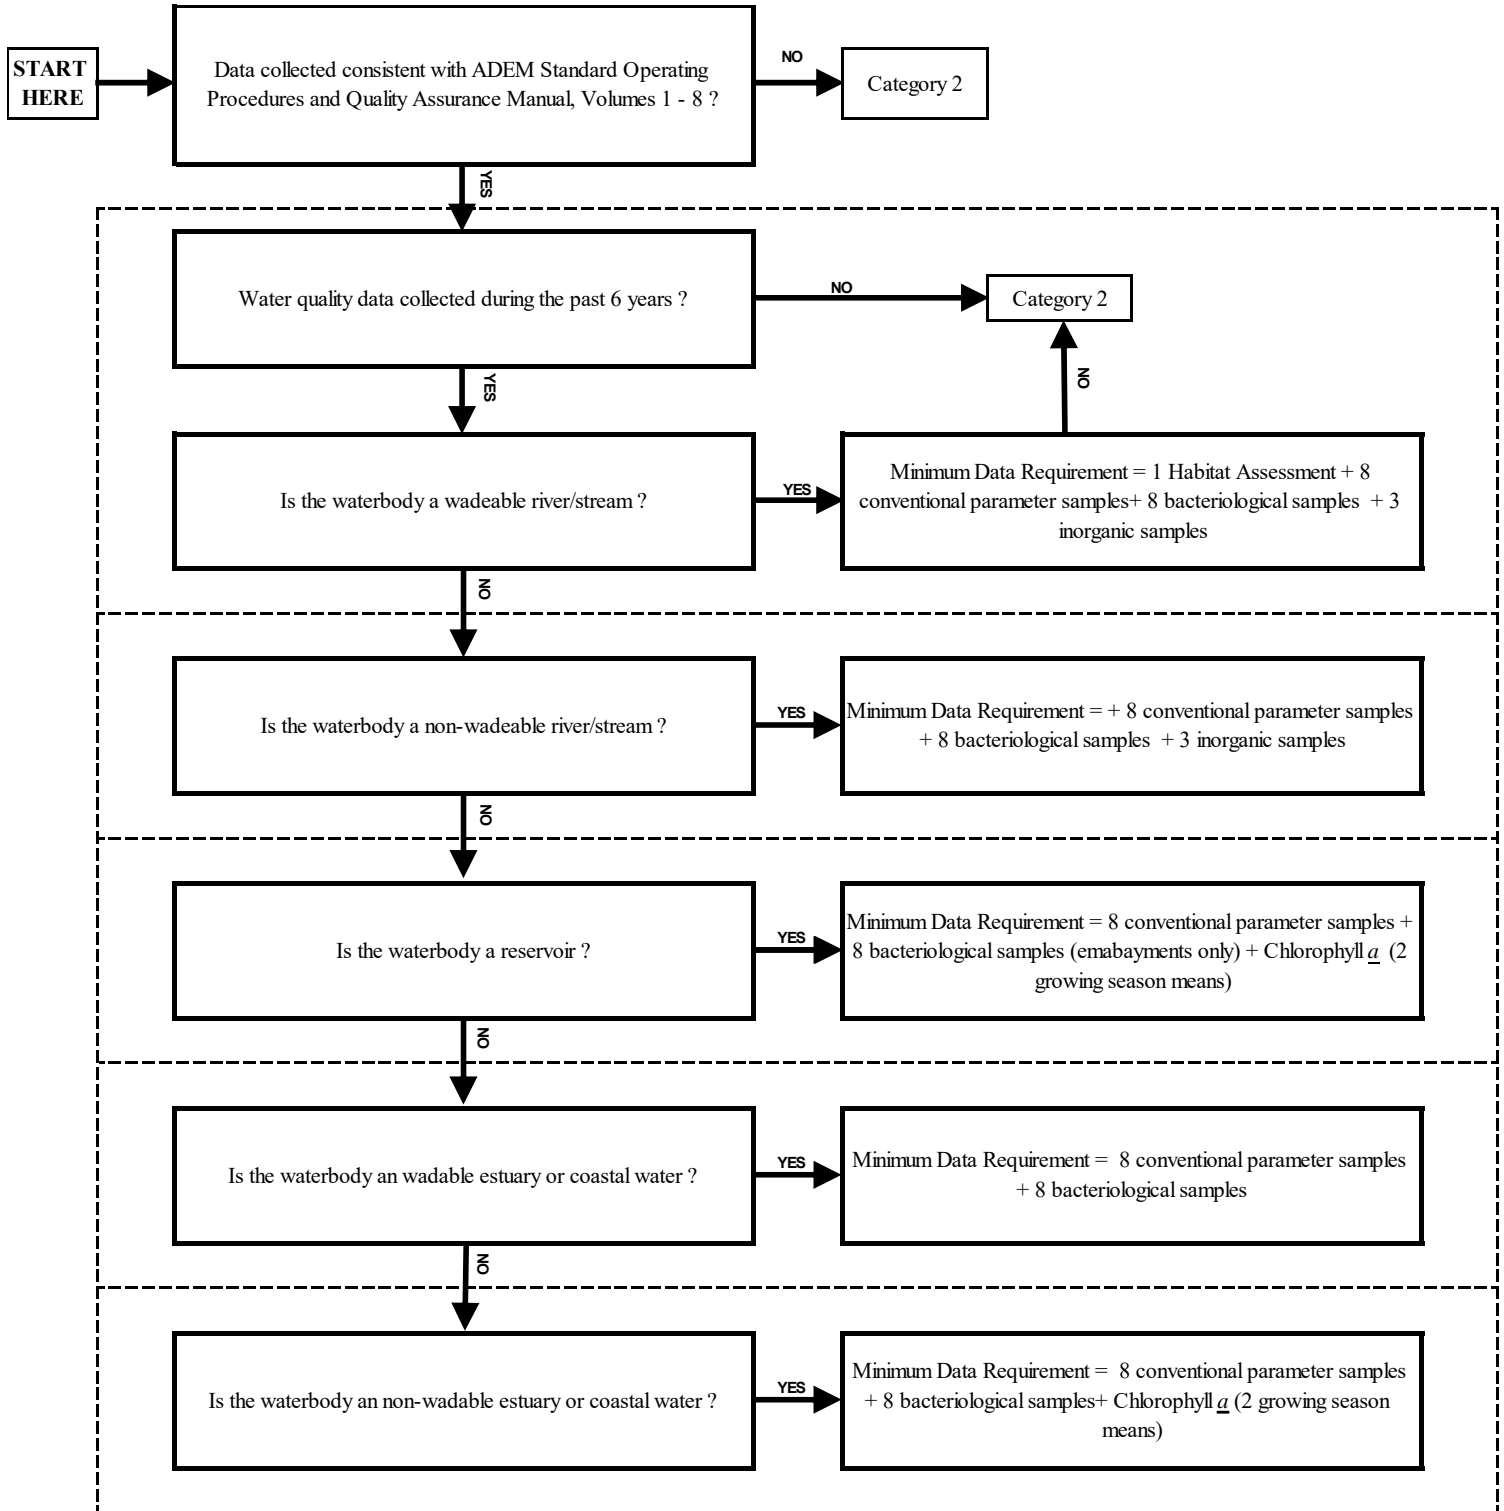 START
HERE
Data collected consistent with ADEM Standard Operating
Procedures and Quality Assurance Manual, Volumes 1 - 8 ?
NO
Category 2
YES
Water quality data collected during the past 6 years ?
NO
Category 2
YES
NO
Is the waterbody a wadeable river/stream ?
YES
Minimum Data Requirement = 1 Habitat Assessment + 8
conventional parameter samples+ 8 bacteriological samples + 3
inorganic samples
NO
Is the waterbody a non-wadeable river/stream ?
YES
Minimum Data Requirement = + 8 conventional parameter samples
+ 8 bacteriological samples + 3 inorganic samples
NO
Is the waterbody a reservoir ?
YES
Minimum Data Requirement = 8 conventional parameter samples +
8 bacteriological samples (emabayments only) + Chlorophyll a (2
growing season means)
NO
Is the waterbody an wadable estuary or coastal water ?
YES
Minimum Data Requirement = 8 conventional parameter samples
+ 8 bacteriological samples
NO
Is the waterbody an non-wadable estuary or coastal water ?
YES
Minimum Data Requirement = 8 conventional parameter samples
+ 8 bacteriological samples+ Chlorophyll a (2 growing season
means)